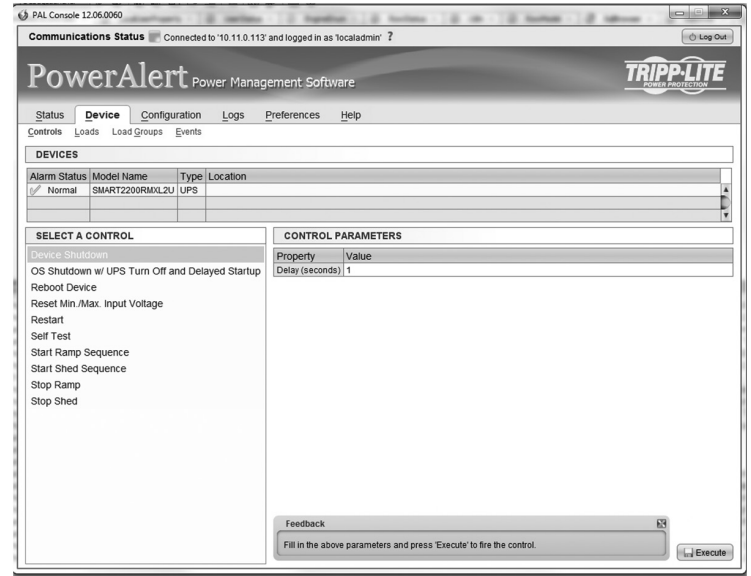 PAL Console 12.06.0060
Communications Status Connected to '10.11.0.113' and logged in as 'localadmin' ? Log Out
PowerAlert Power Management Software
TRIPP·LITE
POWER PROTECTION
Status Device Configuration Logs Preferences Help
Controls Loads Load Groups Events
DEVICES
Alarm Status Model Name Type Location
Normal SMART2200RMXL2U UPS
SELECT A CONTROL
Device Shutdown
OS Shutdown w/ UPS Turn Off and Delayed Startup
Reboot Device
Reset Min./Max. Input Voltage
Restart
Self Test
Start Ramp Sequence
Start Shed Sequence
Stop Ramp
Stop Shed
CONTROL PARAMETERS
Property Value
Delay (seconds) 1
Feedback
Fill in the above parameters and press 'Execute' to fire the control.
Execute